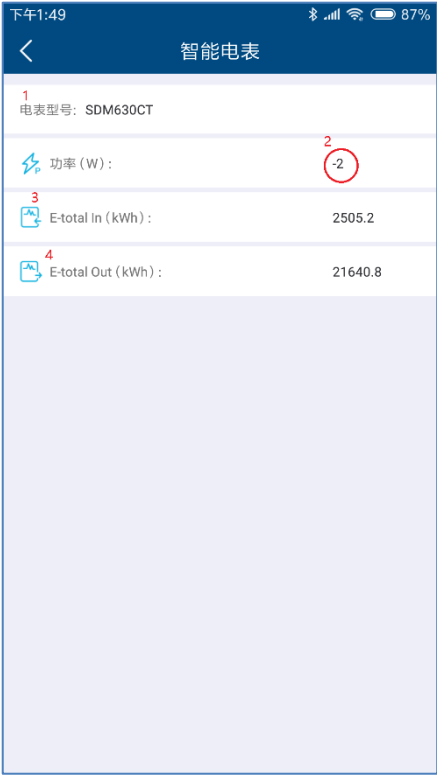 下午1:49 87%
智能电表
1
电表型号: SDM630CT
2
功率(W): -2
3
E-total In(kWh): 2505.2
4
E-total Out(kWh): 21640.8